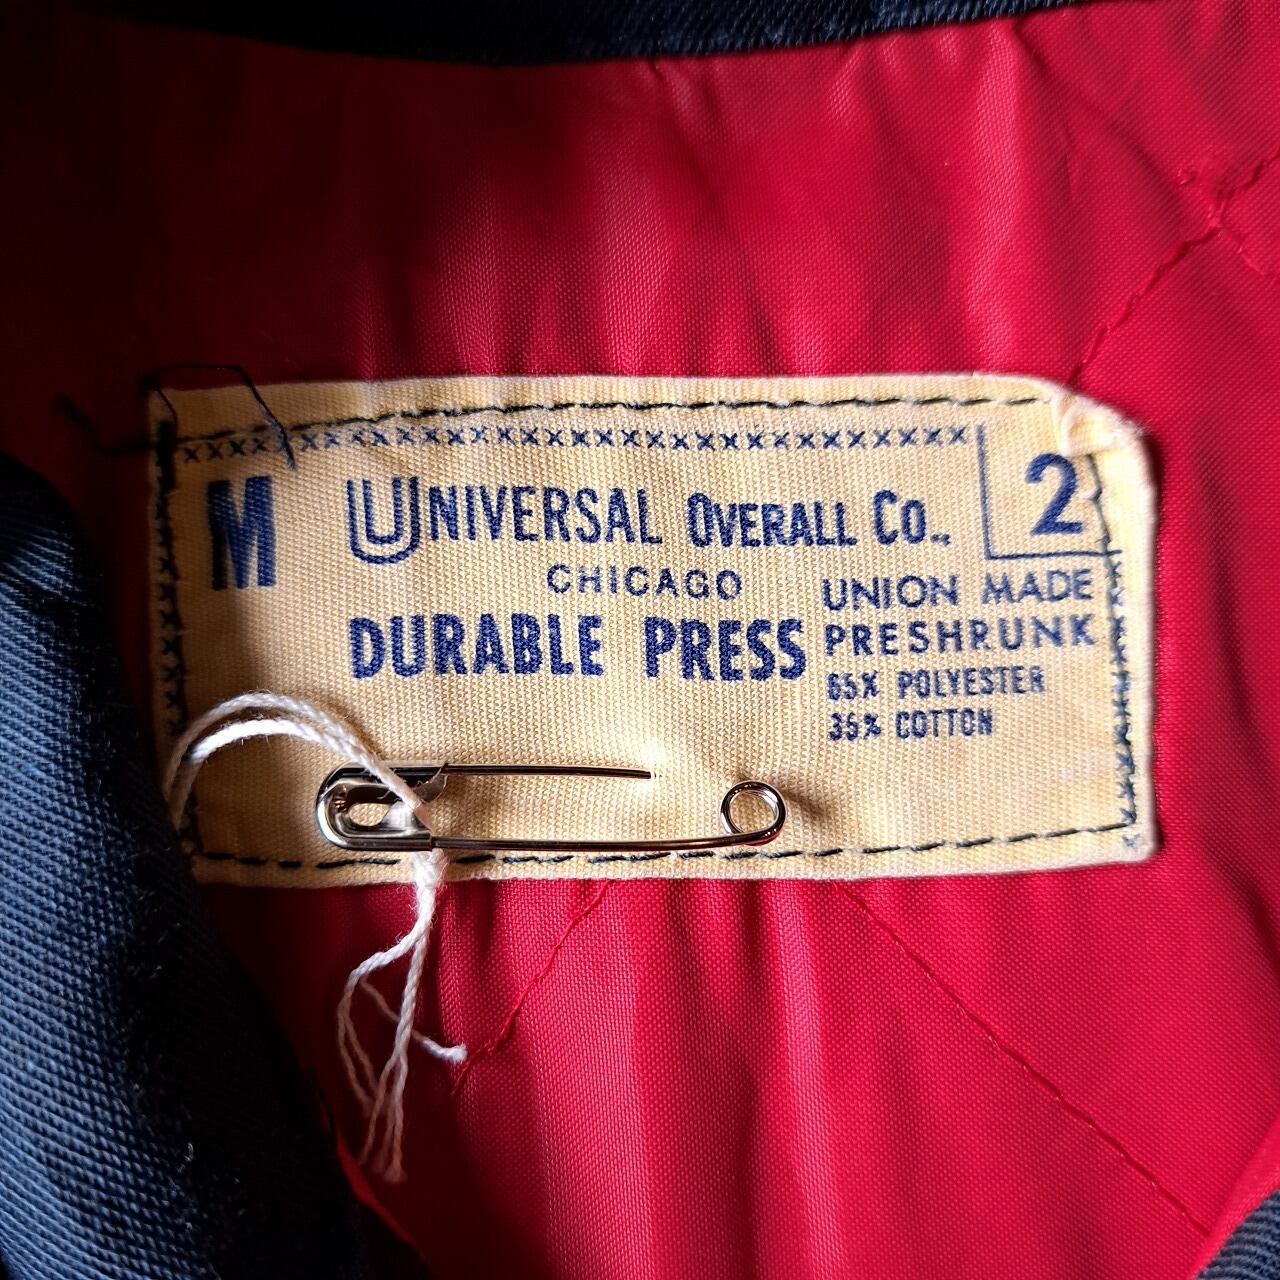 M UNIVERSAL OVERALL CO., 2
CHICAGO
UNION MADE
DURABLE PRESS
PRESHRUNK
65% POLYESTER
35% COTTON